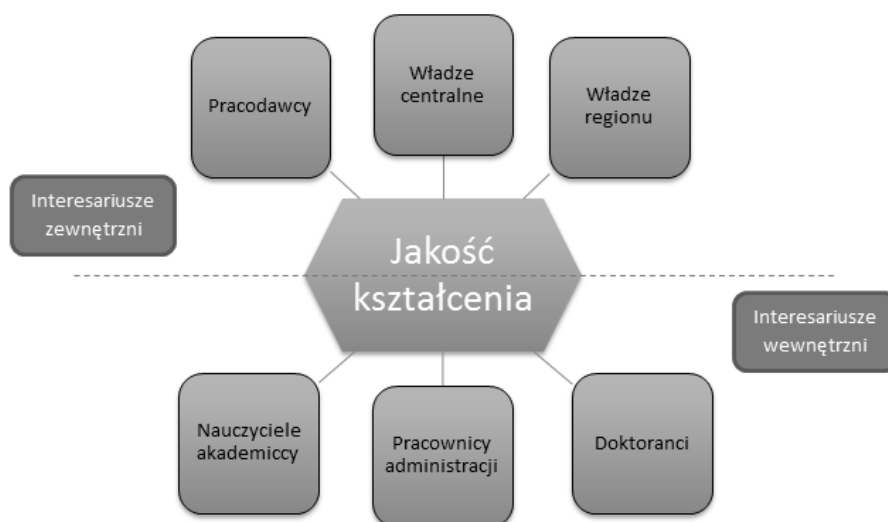 Pracodawcy
Władze
centralne
Władze
regionu
Interesariusze
zewnętrzni
Jakość
kształcenia
Interesariusze
wewnętrzni
Nauczyciele
akademiccy
Pracownicy
administracji
Doktoranci